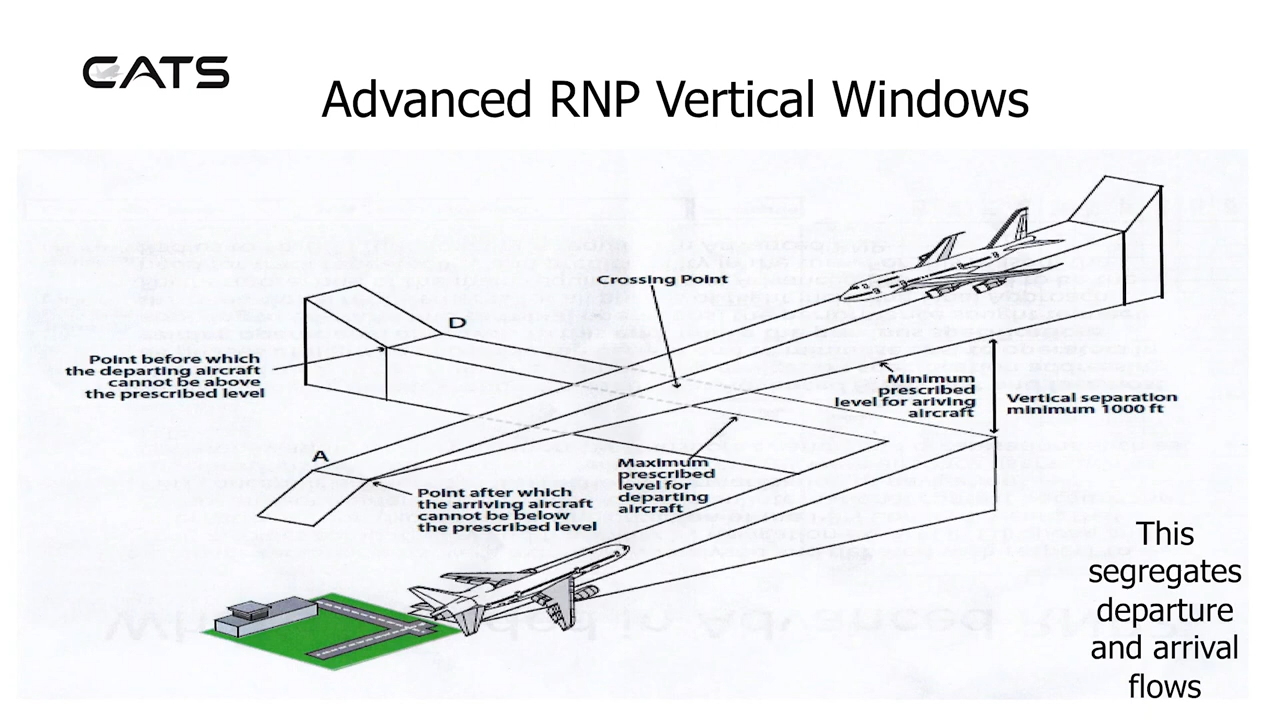 CATS
Advanced RNP Vertical Windows
Crossing Point
D
Point before which
the departing aircraft
cannot be above
the prescribed level
Minimum
prescribed
level for ariving
aircraft
Vertical separation
minimum 1000 ft
A
Maximum
prescribed
level for
departing
aircraft
Point after which
the arriving aircraft
cannot be below
the prescribed level
This
segregates
departure
and arrival
flows